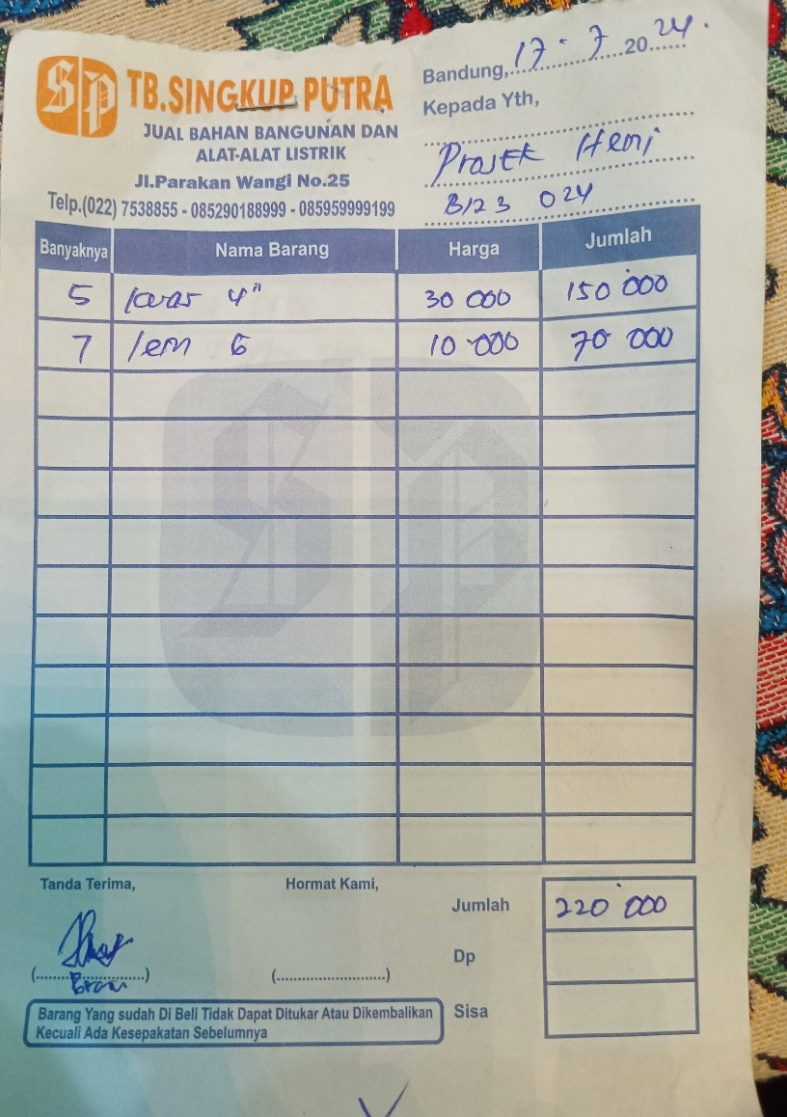 SP TB.SINGKUP PUTRA
JUAL BAHAN BANGUNAN DAN
ALAT-ALAT LISTRIK
Jl.Parakan Wangi No.25
Telp.(022) 7538855 - 085290188999 - 085959999199
Bandung, 17 - 7 2024.
Kepada Yth,
Projek Heni
8123 024
Banyaknya Nama Barang Harga Jumlah
5 kuas 4" 30 000 150 000
7 lem G 10 000 70 000
Tanda Terima, Hormat Kami,
Jumlah 220 000
Dp
Sisa
(........................) (........................)
Barang Yang sudah Di Beli Tidak Dapat Ditukar Atau Dikembalikan
Kecuali Ada Kesepakatan Sebelumnya